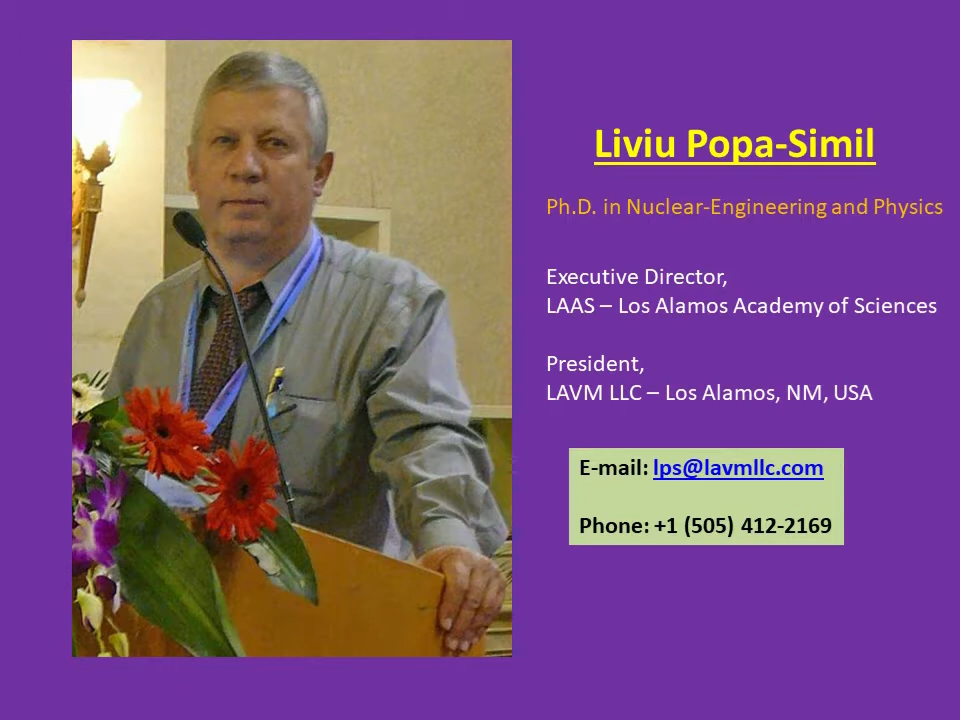 Liviu Popa-Simil
Ph.D. in Nuclear-Engineering and Physics
Executive Director,
LAAS – Los Alamos Academy of Sciences
President,
LAVM LLC – Los Alamos, NM, USA
E-mail: lps@lavmllc.com
Phone: +1 (505) 412-2169